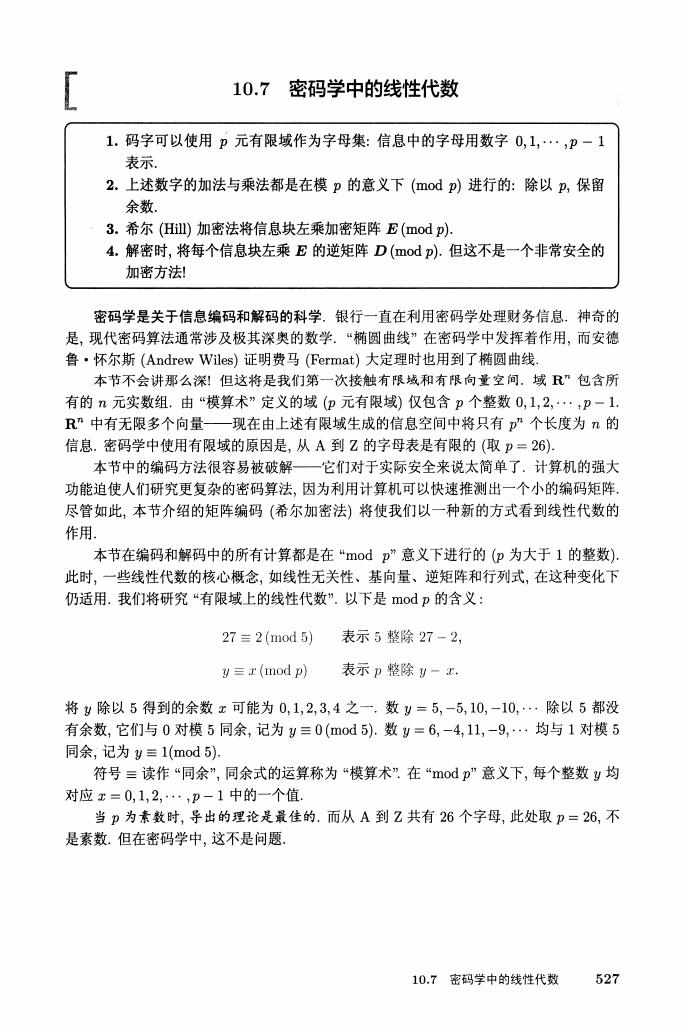 10.7 密码学中的线性代数
1. 码字可以使用 p 元有限域作为字母集: 信息中的字母用数字 0,1,··· ,p − 1
表示.
2. 上述数字的加法与乘法都是在模 p 的意义下 (mod p) 进行的: 除以 p, 保留
余数.
3. 希尔 (Hill) 加密法将信息块左乘加密矩阵 E(mod p).
4. 解密时, 将每个信息块左乘 E 的逆矩阵 D(mod p). 但这不是一个非常安全的
加密方法!
密码学是关于信息编码和解码的科学. 银行一直在利用密码学处理财务信息. 神奇的
是, 现代密码算法通常涉及极其深奥的数学. “椭圆曲线” 在密码学中发挥着作用, 而安德
鲁·怀尔斯 (Andrew Wiles) 证明费马 (Fermat) 大定理时也用到了椭圆曲线.
本节不会讲那么深! 但这将是我们第一次接触有限域和有限向量空间. 域 Rⁿ 包含所
有的 n 元实数组. 由 “模算术” 定义的域 (p 元有限域) 仅包含 p 个整数 0,1,2,··· ,p − 1.
Rⁿ 中有无限多个向量——现在由上述有限域生成的信息空间中将只有 pⁿ 个长度为 n 的
信息. 密码学中使用有限域的原因是, 从 A 到 Z 的字母表是有限的 (取 p = 26).
本节中的编码方法很容易被破解——它们对于实际安全来说太简单了. 计算机的强大
功能迫使人们研究更复杂的密码算法, 因为利用计算机可以快速推测出一个小的编码矩阵.
尽管如此, 本节介绍的矩阵编码 (希尔加密法) 将使我们以一种新的方式看到线性代数的
作用.
本节在编码和解码中的所有计算都是在 “mod p” 意义下进行的 (p 为大于 1 的整数).
此时, 一些线性代数的核心概念, 如线性无关性、基向量、逆矩阵和行列式, 在这种变化下
仍适用. 我们将研究 “有限域上的线性代数”. 以下是 mod p 的含义:
27 ≡ 2 (mod 5) 表示 5 整除 27 − 2,
y ≡ x (mod p) 表示 p 整除 y − x.
将 y 除以 5 得到的余数 x 可能为 0,1,2,3,4 之一. 数 y = 5,−5,10,−10,··· 除以 5 都没
有余数, 它们与 0 对模 5 同余, 记为 y ≡ 0 (mod 5). 数 y = 6,−4,11,−9,··· 均与 1 对模 5
同余, 记为 y ≡ 1(mod 5).
符号 ≡ 读作 “同余”, 同余式的运算称为 “模算术”. 在 “mod p” 意义下, 每个整数 y 均
对应 x = 0,1,2,··· ,p − 1 中的一个值.
当 p 为素数时, 导出的理论是最佳的. 而从 A 到 Z 共有 26 个字母, 此处取 p = 26, 不
是素数. 但在密码学中, 这不是问题.
10.7 密码学中的线性代数 527